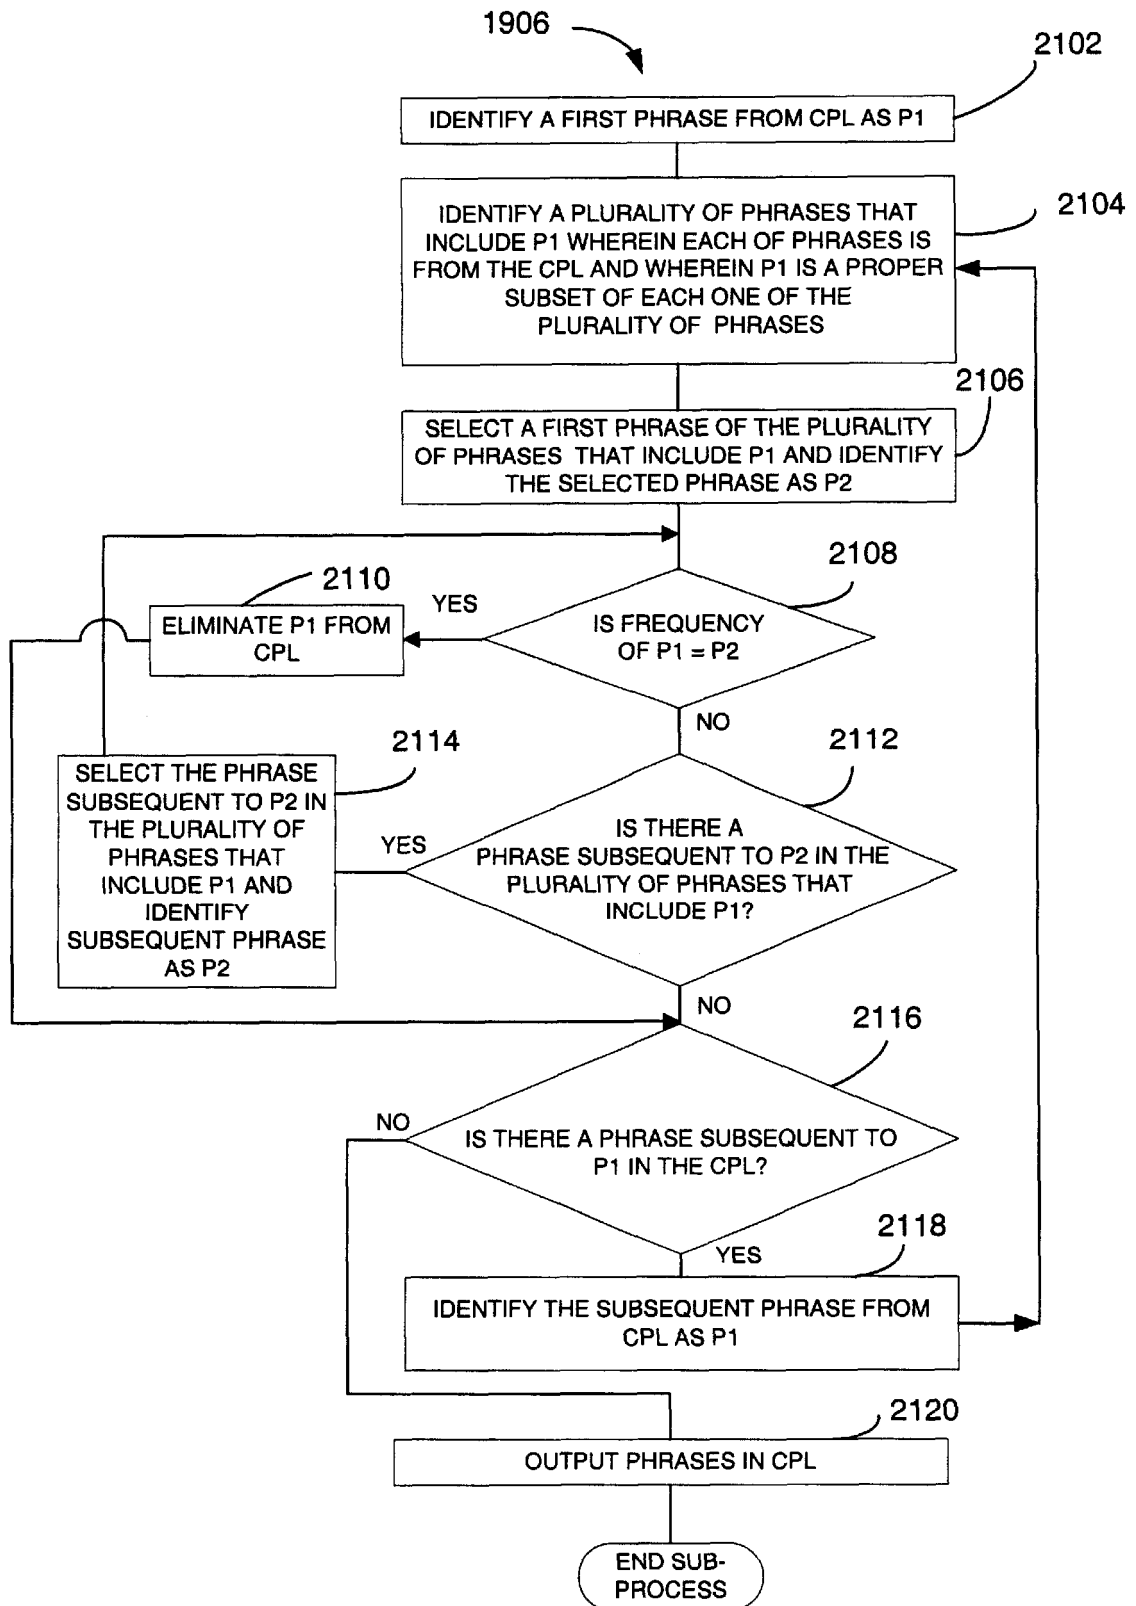 1906
2102
IDENTIFY A FIRST PHRASE FROM CPL AS P1
2104
IDENTIFY A PLURALITY OF PHRASES THAT
INCLUDE P1 WHEREIN EACH OF PHRASES IS
FROM THE CPL AND WHEREIN P1 IS A PROPER
SUBSET OF EACH ONE OF THE
PLURALITY OF PHRASES
2106
SELECT A FIRST PHRASE OF THE PLURALITY
OF PHRASES THAT INCLUDE P1 AND IDENTIFY
THE SELECTED PHRASE AS P2
2108
IS FREQUENCY
OF P1 = P2
YES
2110
ELIMINATE P1 FROM
CPL
NO
2112
IS THERE A
PHRASE SUBSEQUENT TO P2 IN THE
PLURALITY OF PHRASES THAT
INCLUDE P1?
YES
2114
SELECT THE PHRASE
SUBSEQUENT TO P2 IN
THE PLURALITY OF
PHRASES THAT
INCLUDE P1 AND
IDENTIFY
SUBSEQUENT PHRASE
AS P2
NO
2116
IS THERE A PHRASE SUBSEQUENT TO
P1 IN THE CPL?
NO
YES
2118
IDENTIFY THE SUBSEQUENT PHRASE FROM
CPL AS P1
2120
OUTPUT PHRASES IN CPL
END SUB-
PROCESS